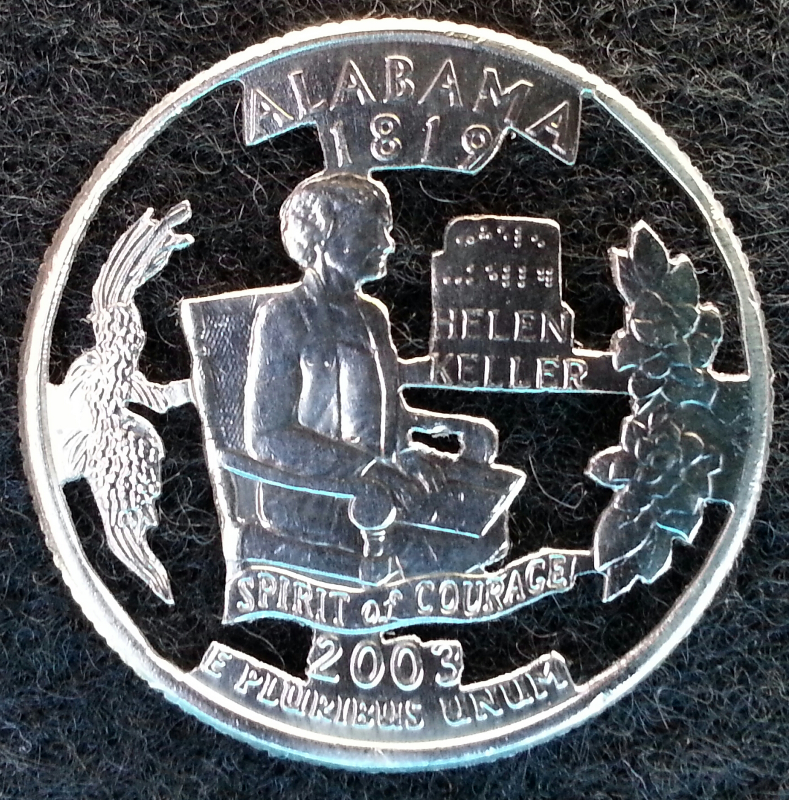 ALABAMA
1819
HELEN
KELLER
SPIRIT of COURAGE
2003
E PLURIBUS UNUM